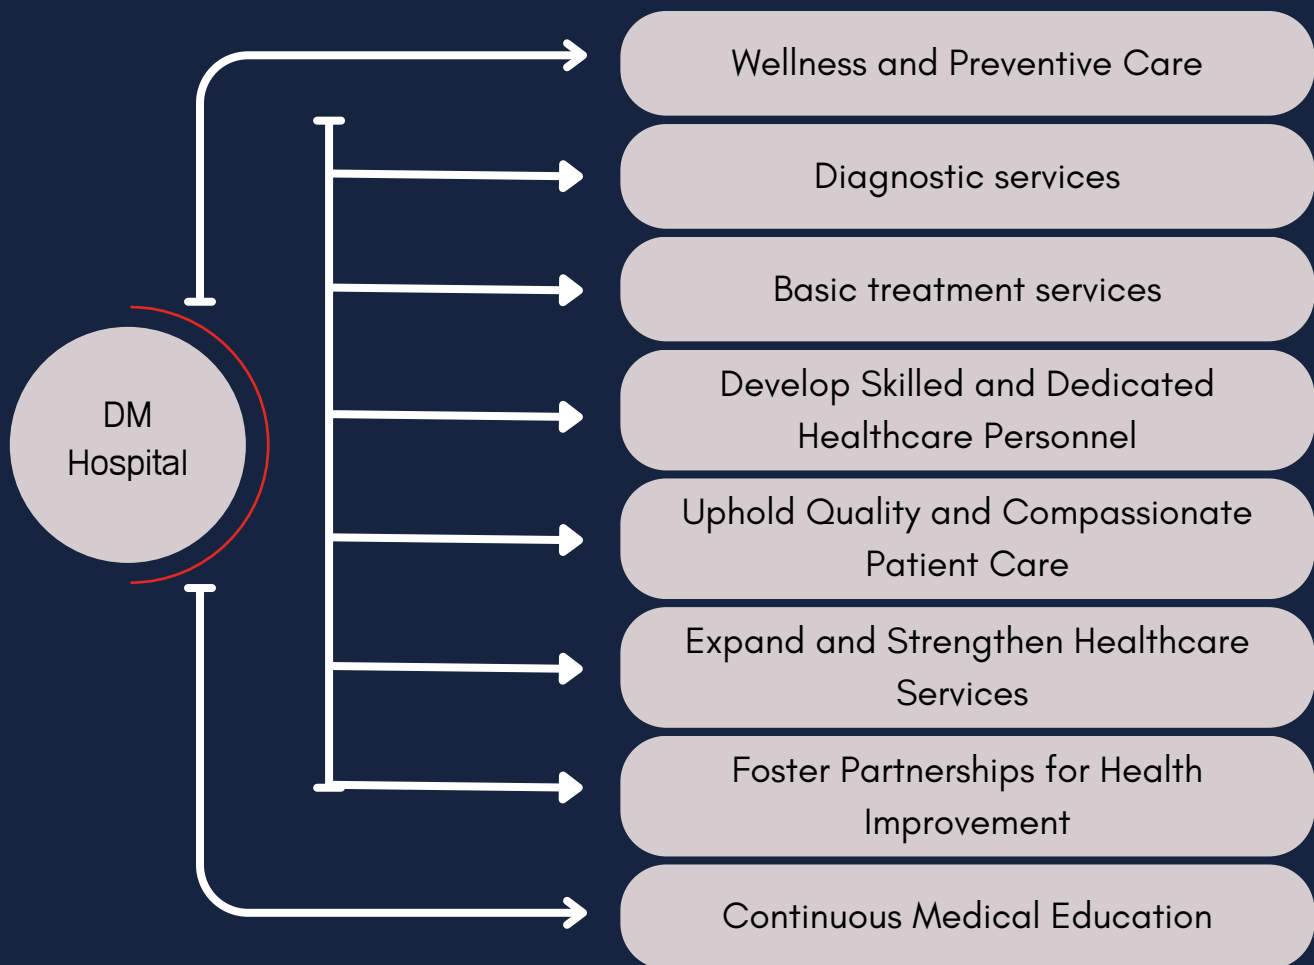 Wellness and Preventive Care
Diagnostic services
Basic treatment services
Develop Skilled and Dedicated
Healthcare Personnel
DM
Hospital
Uphold Quality and Compassionate
Patient Care
Expand and Strengthen Healthcare
Services
Foster Partnerships for Health
Improvement
Continuous Medical Education